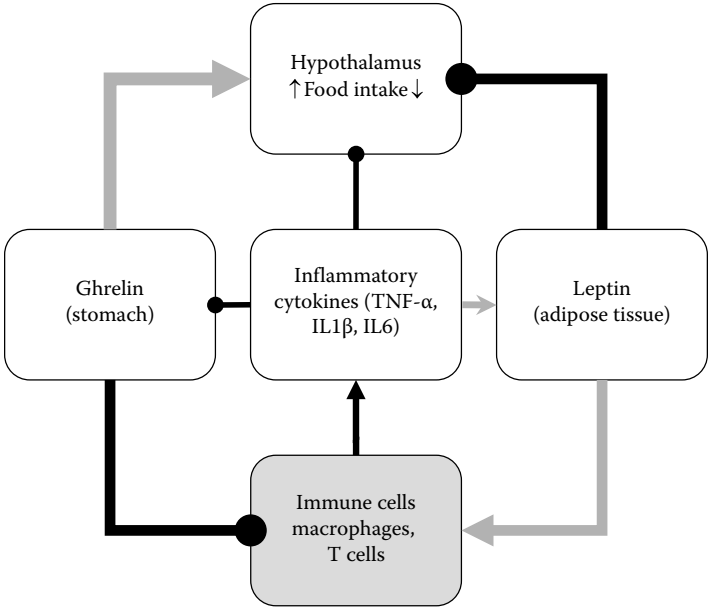 Hypothalamus
↑Food intake↓
Ghrelin
(stomach)
Inflammatory
cytokines (TNF-α,
IL1β, IL6)
Leptin
(adipose tissue)
Immune cells
macrophages,
T cells